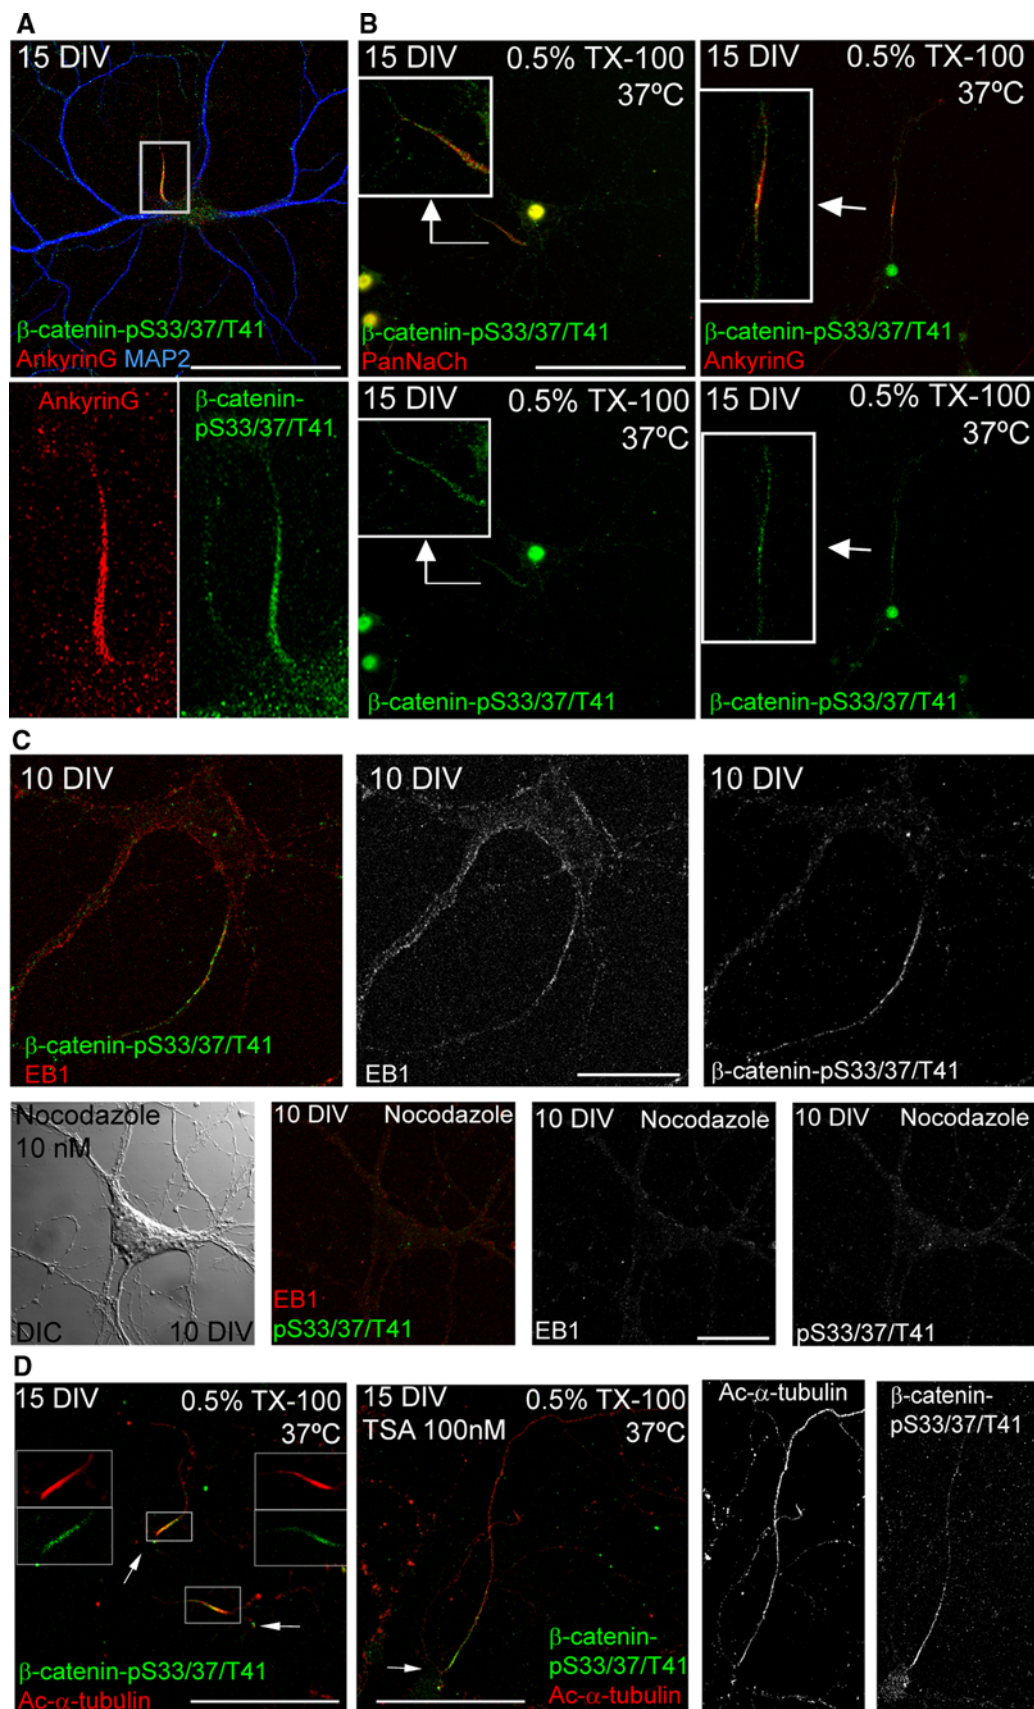 A
15 DIV
β-catenin-pS33/37/T41
AnkyrinG MAP2
AnkyrinG
β-catenin-
pS33/37/T41
B
15 DIV 0.5% TX-100
37ºC
β-catenin-pS33/37/T41
PanNaCh
15 DIV 0.5% TX-100
37ºC
β-catenin-pS33/37/T41
AnkyrinG
15 DIV 0.5% TX-100
37ºC
β-catenin-pS33/37/T41
15 DIV 0.5% TX-100
37ºC
β-catenin-pS33/37/T41
C
10 DIV
β-catenin-pS33/37/T41
EB1
10 DIV
EB1
10 DIV
β-catenin-pS33/37/T41
Nocodazole
10 nM
DIC 10 DIV
10 DIV Nocodazole
EB1
pS33/37/T41
10 DIV Nocodazole
EB1
10 DIV Nocodazole
pS33/37/T41
D
15 DIV 0.5% TX-100
37ºC
β-catenin-pS33/37/T41
Ac-α-tubulin
15 DIV 0.5% TX-100
TSA 100nM 37ºC
β-catenin-
pS33/37/T41
Ac-α-tubulin
Ac-α-tubulin
β-catenin-
pS33/37/T41